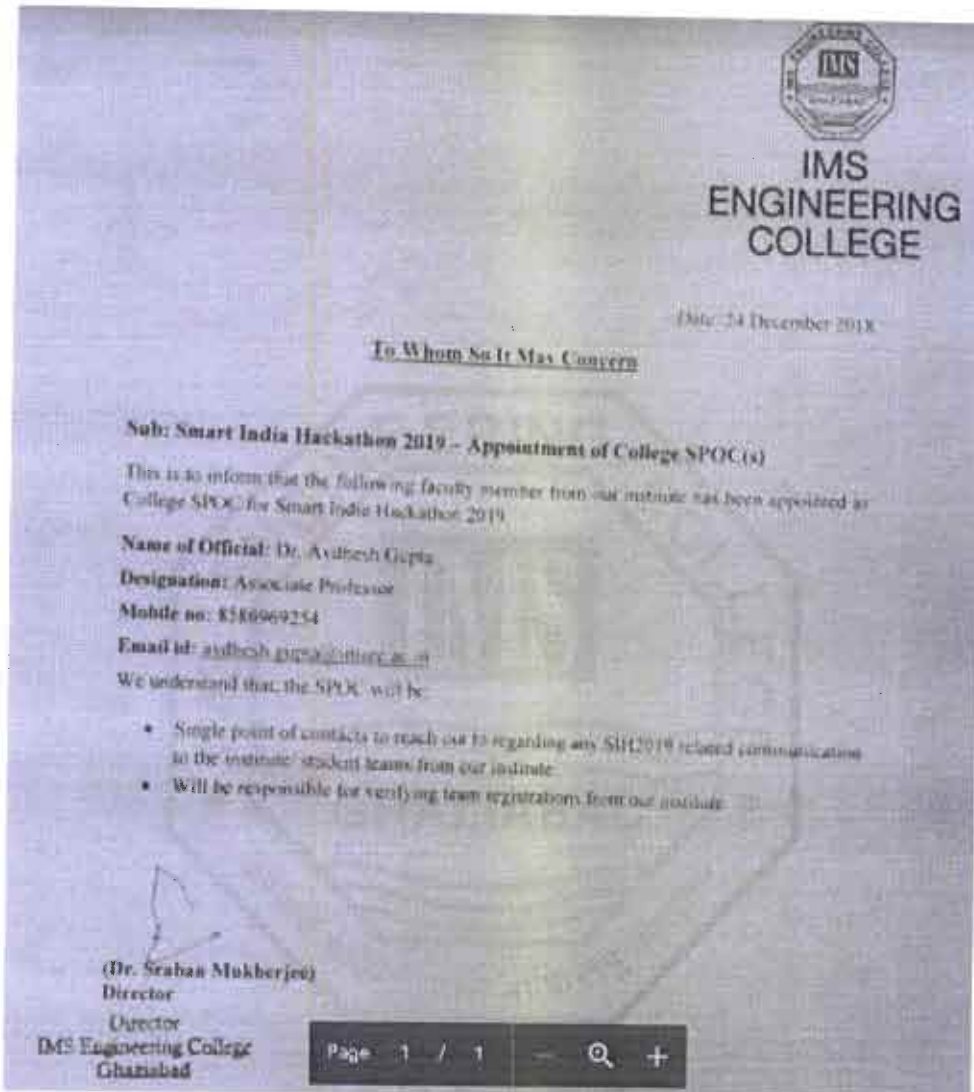 IMS
GHAZIABAD
IMS
ENGINEERING
COLLEGE
Date: 24 December 2018
To Whom So It May Concern
Sub: Smart India Hackathon 2019 – Appointment of College SPOC(s)
This is to inform that the following faculty member from our institute has been appointed as
College SPOC for Smart India Hackathon 2019
Name of Official: Dr. Avdhesh Gupta
Designation: Associate Professor
Mobile no: 8586969254
Email id:
We understand that, the SPOC will be:
• Single point of contacts to reach out to regarding any SIH2019 related communication
to the institute/ student teams from our institute.
• Will be responsible for verifying team registrations from our institute.
(Dr. Sraban Mukherjee)
Director
Director
IMS Engineering College
Ghaziabad
Page 1 / 1 − +